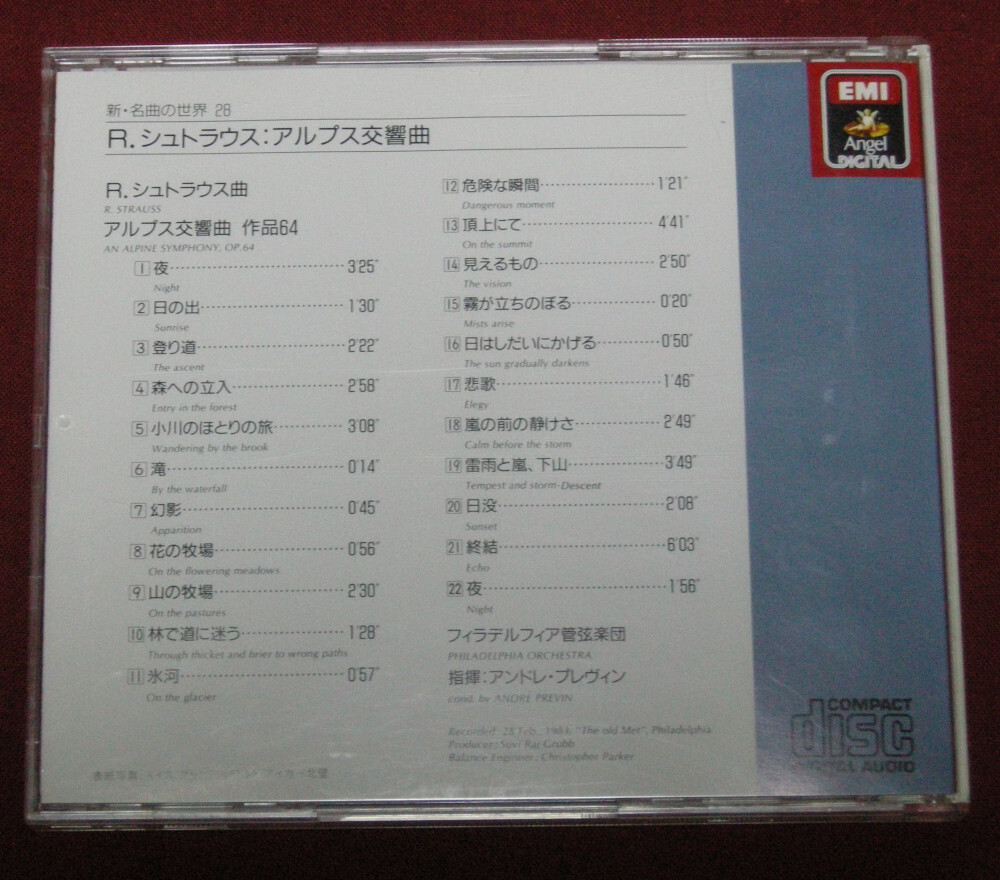 新・名曲の世界 28
R.シュトラウス:アルプス交響曲
R.シュトラウス曲
R. STRAUSS
アルプス交響曲 作品64
AN ALPINE SYMPHONY, OP.64
1 夜 3'25"
Night
2 日の出 1'30"
Sunrise
3 登り道 2'22"
The ascent
4 森への立入 2'58"
Entry in the forest
5 小川のほとりの旅 3'08"
Wandering by the brook
6 滝 0'14"
By the waterfall
7 幻影 0'45"
Apparition
8 花の牧場 0'56"
On the flowering meadows
9 山の牧場 2'30"
On the pastures
10 林で道に迷う 1'28"
Through thicket and brier to wrong paths
11 氷河 0'57"
On the glacier
12 危険な瞬間 1'21"
Dangerous moment
13 頂上にて 4'41"
On the summit
14 見えるもの 2'50"
The vision
15 霧が立ちのぼる 0'20"
Mists arise
16 日はしだいにかげる 0'50"
The sun gradually darkens
17 悲歌 1'46"
Elegy
18 嵐の前の静けさ 2'49"
Calm before the storm
19 雷雨と嵐、下山 3'49"
Tempest and storm-Descent
20 日没 2'08"
Sunset
21 終結 6'03"
Echo
22 夜 1'56"
Night
フィラデルフィア管弦楽団
PHILADELPHIA ORCHESTRA
指揮:アンドレ・プレヴィン
cond. by ANDRÉ PREVIN
Recorded: 28 Feb., "The old Met", Philadelphia
Producer: Suvi Raj Grubb
Balance Engineer: Christopher Parker
表紙写真
EMI
Angel
DIGITAL
COMPACT
disc
DIGITAL AUDIO